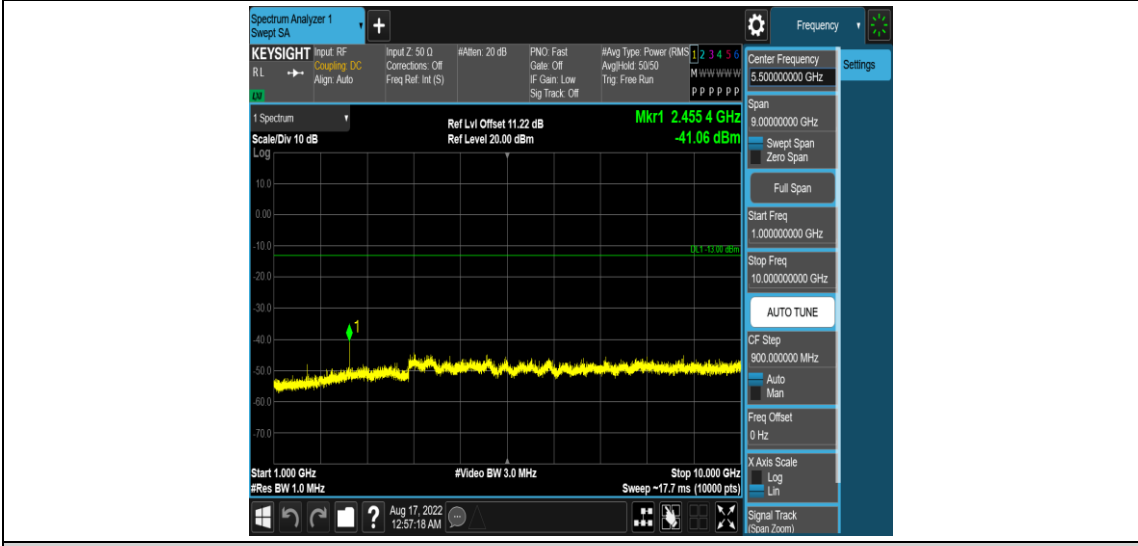 Spectrum Analyzer 1
Swept SA
+
Frequency
KEYSIGHT
RL
Input: RF
Coupling: DC
Align: Auto
Input Z: 50 Ω
Corrections: Off
Freq Ref: Int (S)
#Atten: 20 dB
PNO: Fast
Gate: Off
IF Gain: Low
Sig Track: Off
#Avg Type: Power (RMS
Avg|Hold: 50/50
Trig: Free Run
1 2 3 4 5 6
M W W W W W
P P P P P P
1 Spectrum
Scale/Div 10 dB
Log
Ref Lvl Offset 11.22 dB
Ref Level 20.00 dBm
Mkr1 2.455 4 GHz
-41.06 dBm
10.0
0.00
-10.0
DL1 -13.00 dBm
-20.0
-30.0
1
-40.0
-50.0
-60.0
-70.0
Start 1.000 GHz
#Res BW 1.0 MHz
#Video BW 3.0 MHz
Stop 10.000 GHz
Sweep ~17.7 ms (10000 pts)
?
Aug 17, 2022
12:57:18 AM
Center Frequency
5.500000000 GHz
Settings
Span
9.00000000 GHz
Swept Span
Zero Span
Full Span
Start Freq
1.000000000 GHz
Stop Freq
10.000000000 GHz
AUTO TUNE
CF Step
900.000000 MHz
Auto
Man
Freq Offset
0 Hz
X Axis Scale
Log
Lin
Signal Track
(Span Zoom)